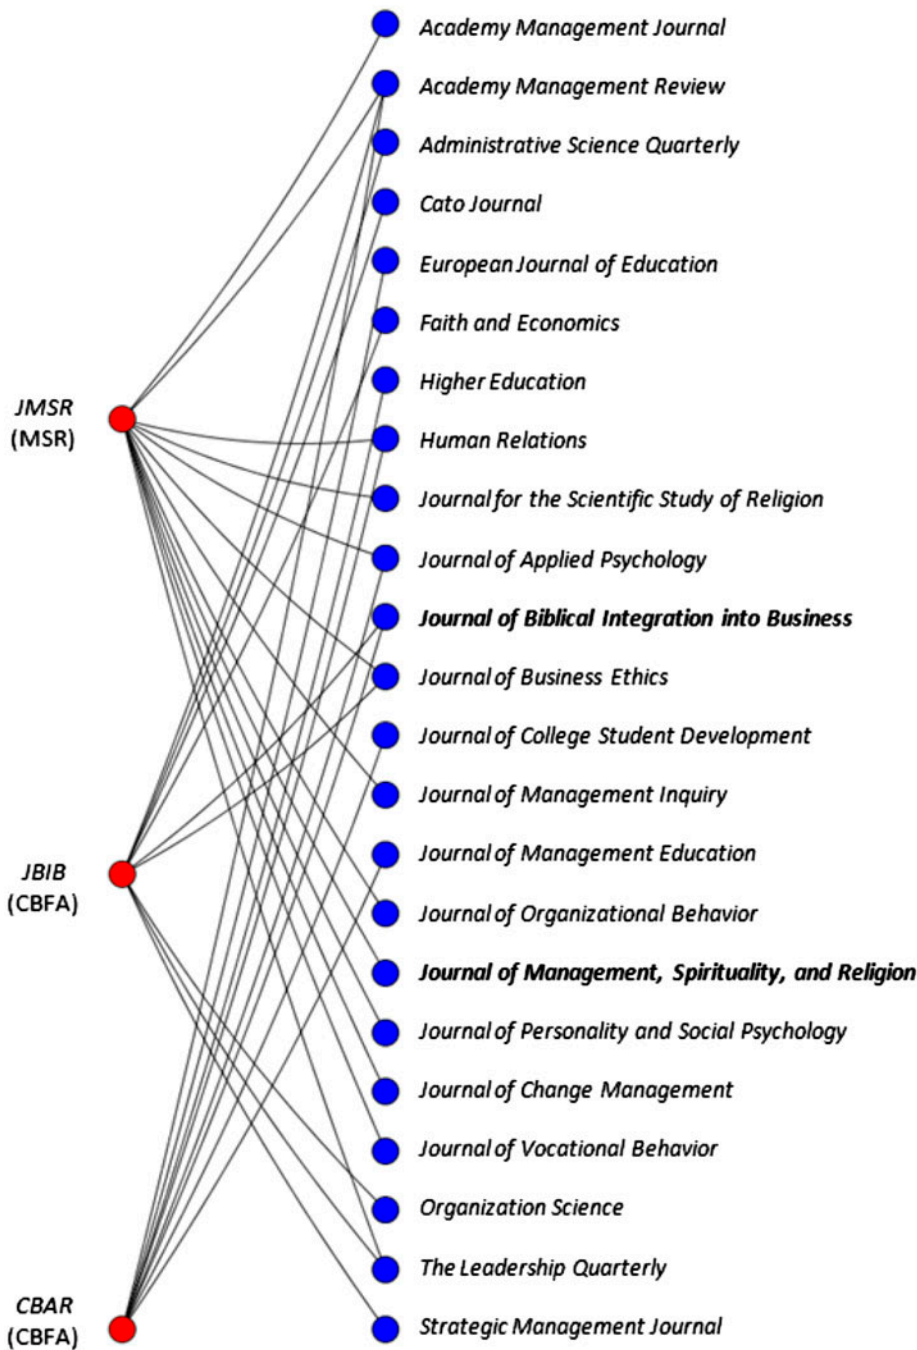 Academy Management Journal
Academy Management Review
Administrative Science Quarterly
Cato Journal
European Journal of Education
Faith and Economics
Higher Education
JMSR
(MSR)
Human Relations
Journal for the Scientific Study of Religion
Journal of Applied Psychology
Journal of Biblical Integration into Business
Journal of Business Ethics
Journal of College Student Development
Journal of Management Inquiry
Journal of Management Education
JBIB
(CBFA)
Journal of Organizational Behavior
Journal of Management, Spirituality, and Religion
Journal of Personality and Social Psychology
Journal of Change Management
Journal of Vocational Behavior
Organization Science
The Leadership Quarterly
CBAR
(CBFA)
Strategic Management Journal